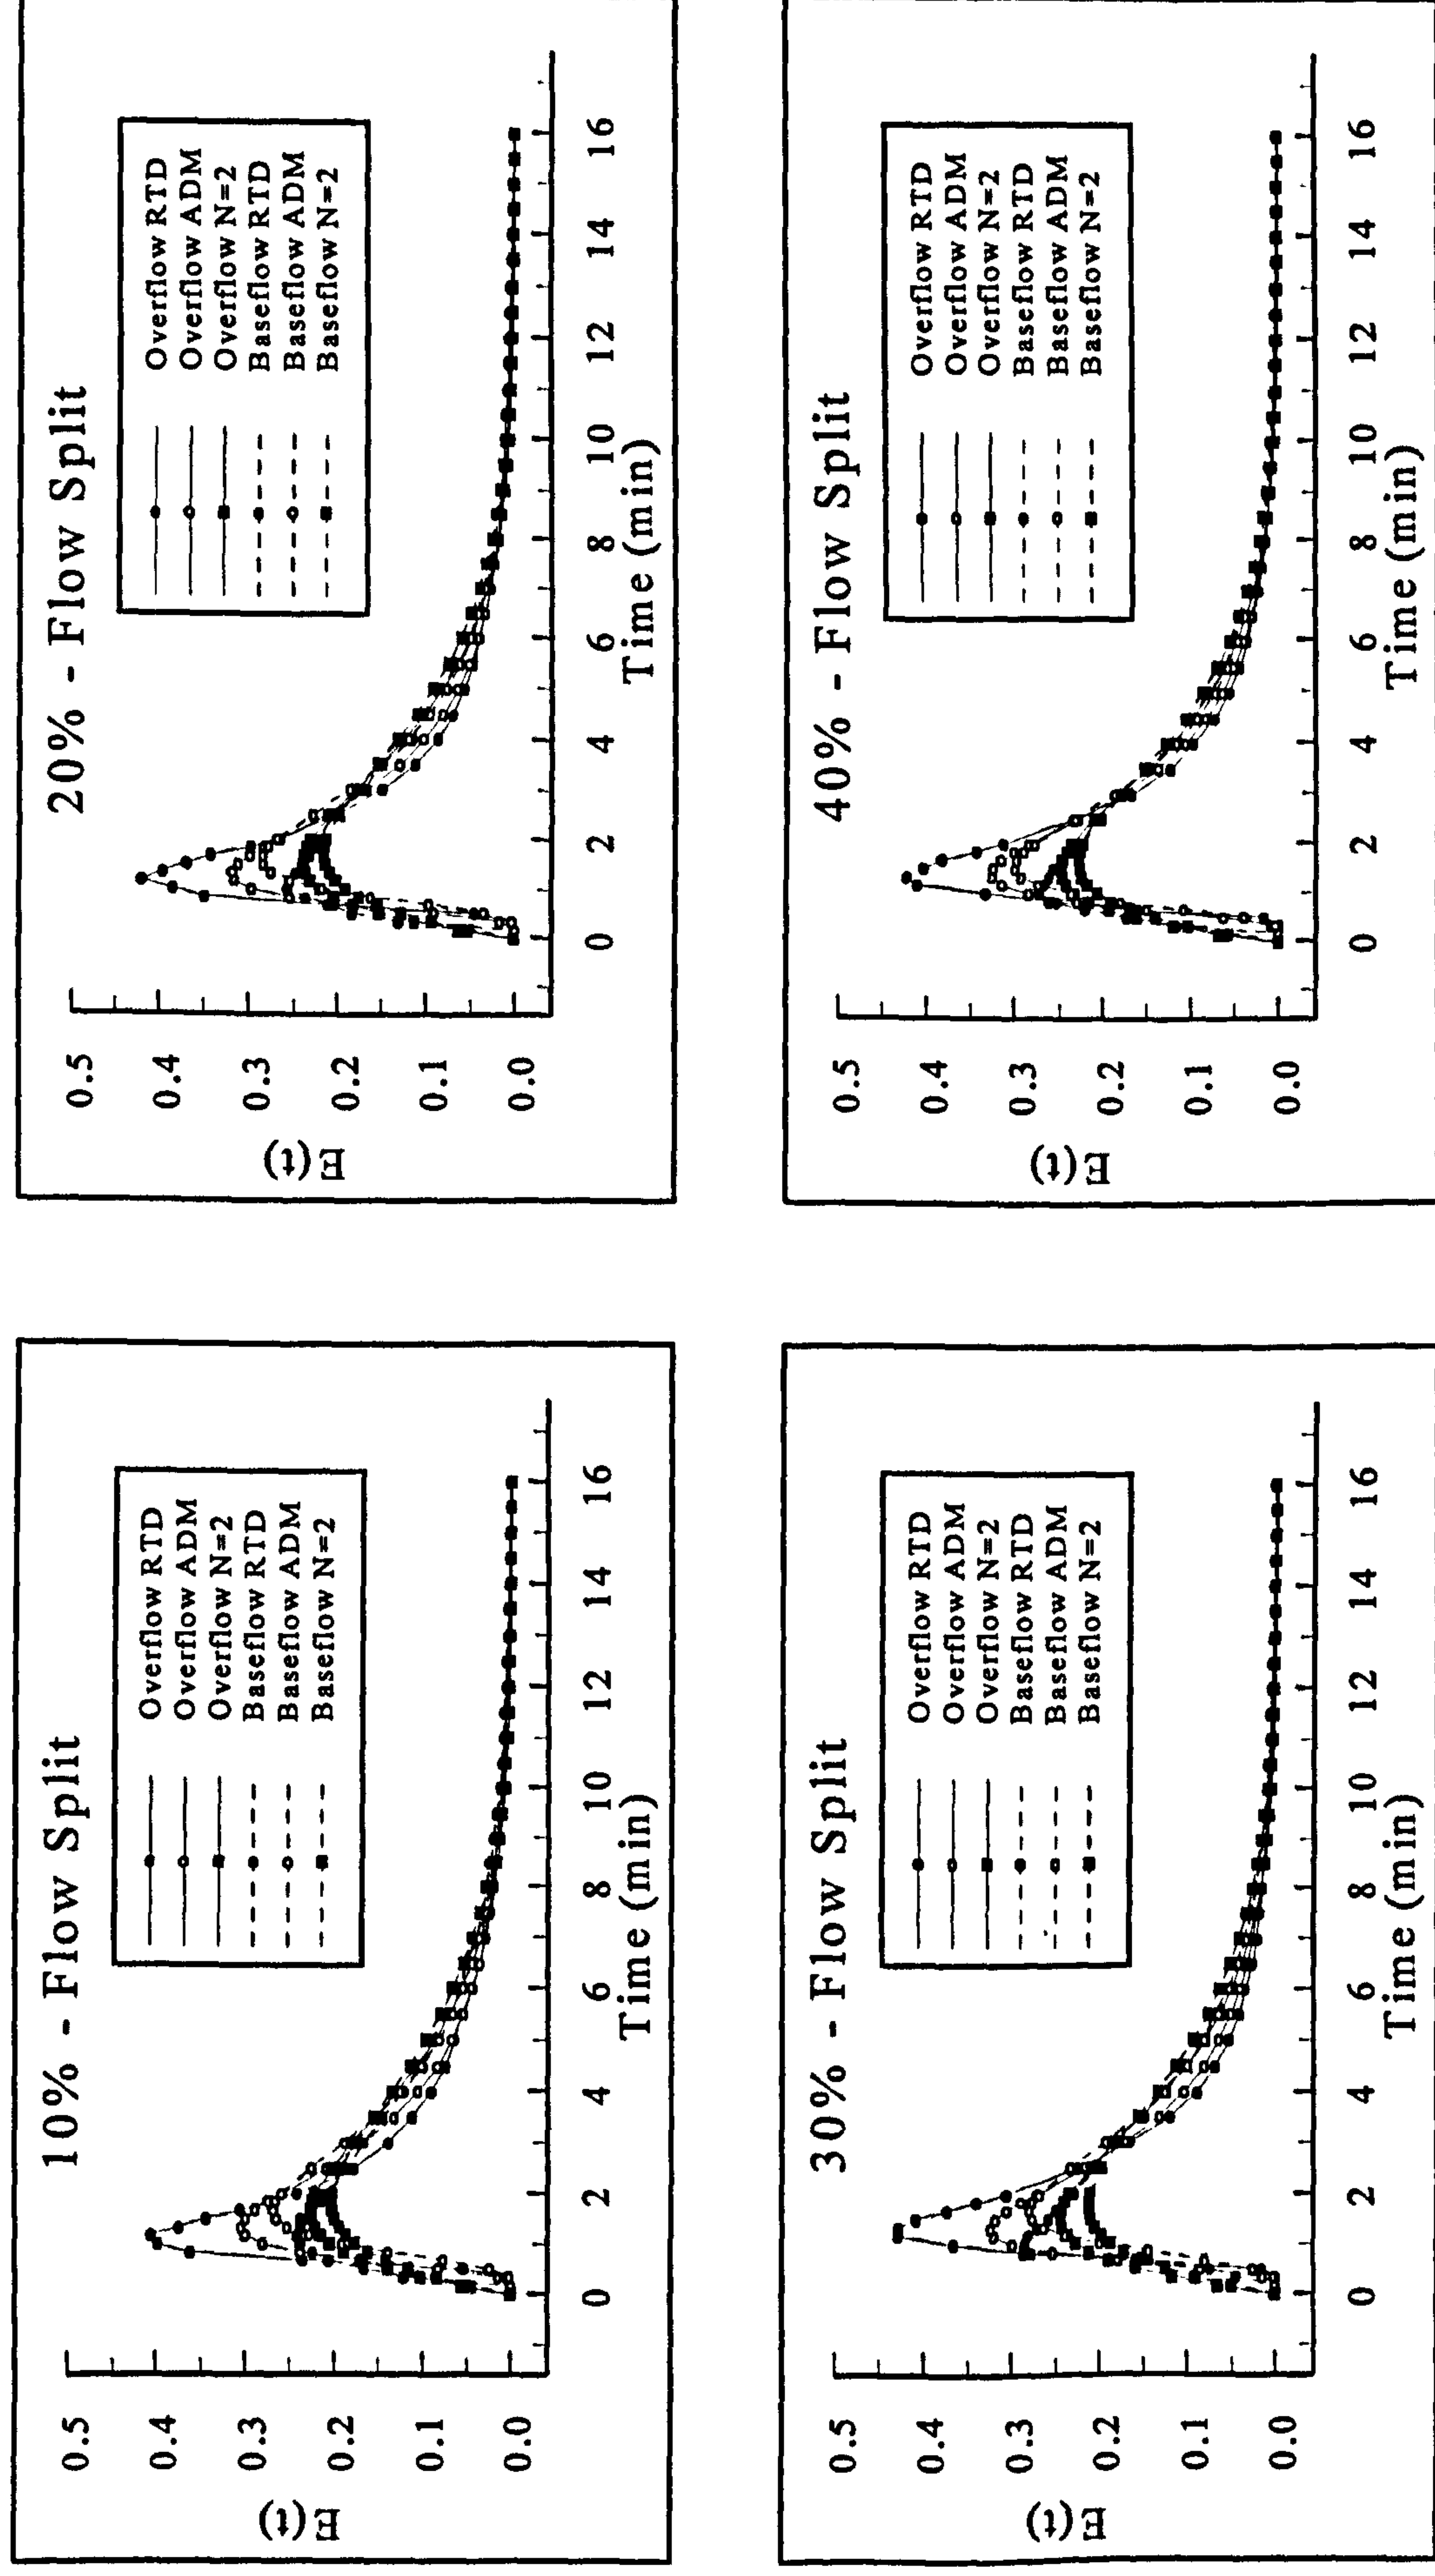 10% - Flow Split
Overflow RTD
Overflow ADM
Overflow N=2
Baseflow RTD
Baseflow ADM
Baseflow N=2
E(t)
0.5
0.4
0.3
0.2
0.1
0.0
0 2 4 6 8 10 12 14 16
Time (min)
20% - Flow Split
Overflow RTD
Overflow ADM
Overflow N=2
Baseflow RTD
Baseflow ADM
Baseflow N=2
E(t)
0.5
0.4
0.3
0.2
0.1
0.0
0 2 4 6 8 10 12 14 16
Time (min)
30% - Flow Split
Overflow RTD
Overflow ADM
Overflow N=2
Baseflow RTD
Baseflow ADM
Baseflow N=2
E(t)
0.5
0.4
0.3
0.2
0.1
0.0
0 2 4 6 8 10 12 14 16
Time (min)
40% - Flow Split
Overflow RTD
Overflow ADM
Overflow N=2
Baseflow RTD
Baseflow ADM
Baseflow N=2
E(t)
0.5
0.4
0.3
0.2
0.1
0.0
0 2 4 6 8 10 12 14 16
Time (min)